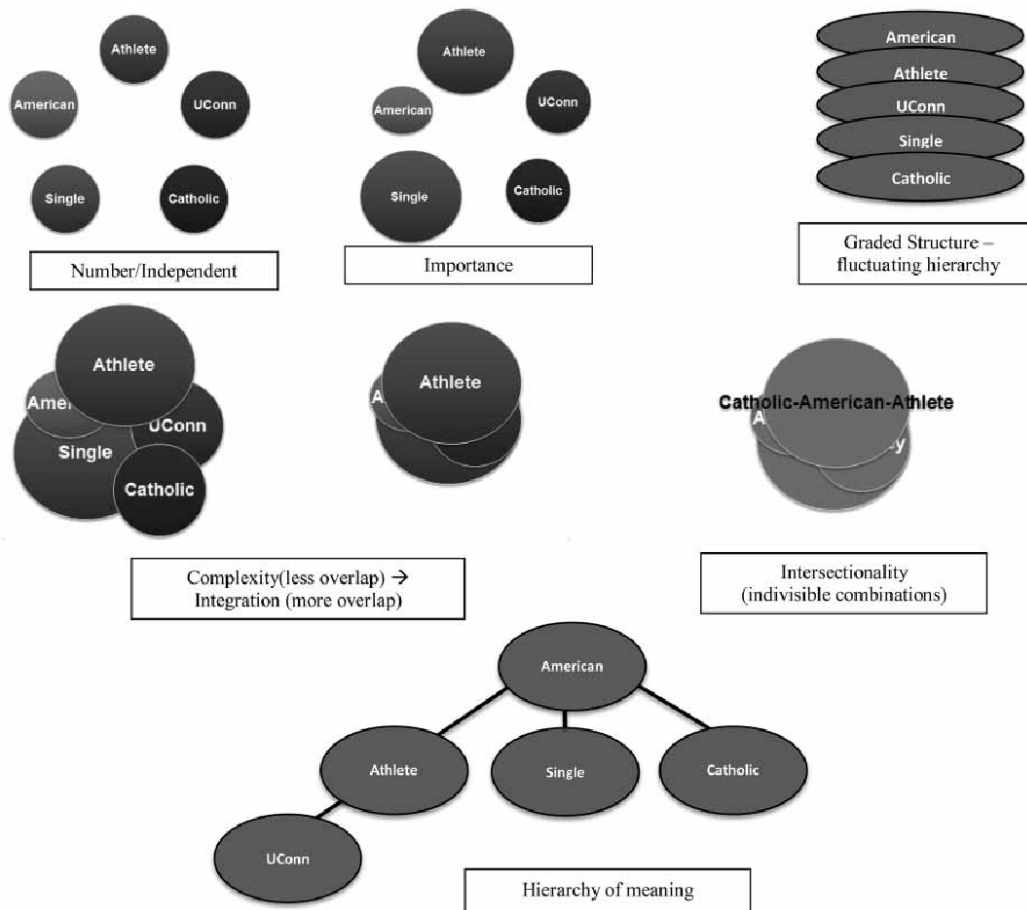 Athlete
American
UConn
Single
Catholic
Number/Independent
Athlete
American
UConn
Single
Catholic
Importance
American
Athlete
UConn
Single
Catholic
Graded Structure –
fluctuating hierarchy
Athlete
Amer
UConn
Single
Catholic
Athlete
A
Complexity(less overlap) →
Integration (more overlap)
Catholic-American-Athlete
A
y
Intersectionality
(indivisible combinations)
American
Athlete
Single
Catholic
UConn
Hierarchy of meaning